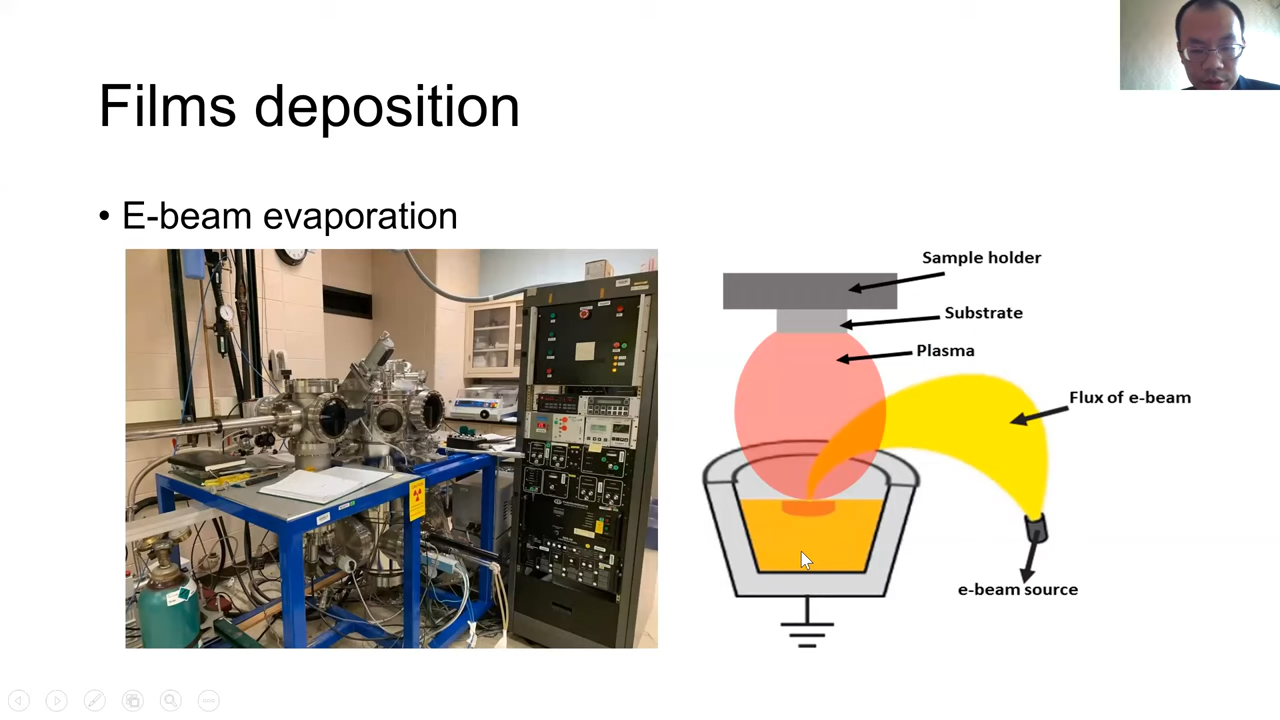 Films deposition
• E-beam evaporation
Sample holder
Substrate
Plasma
Flux of e-beam
e-beam source